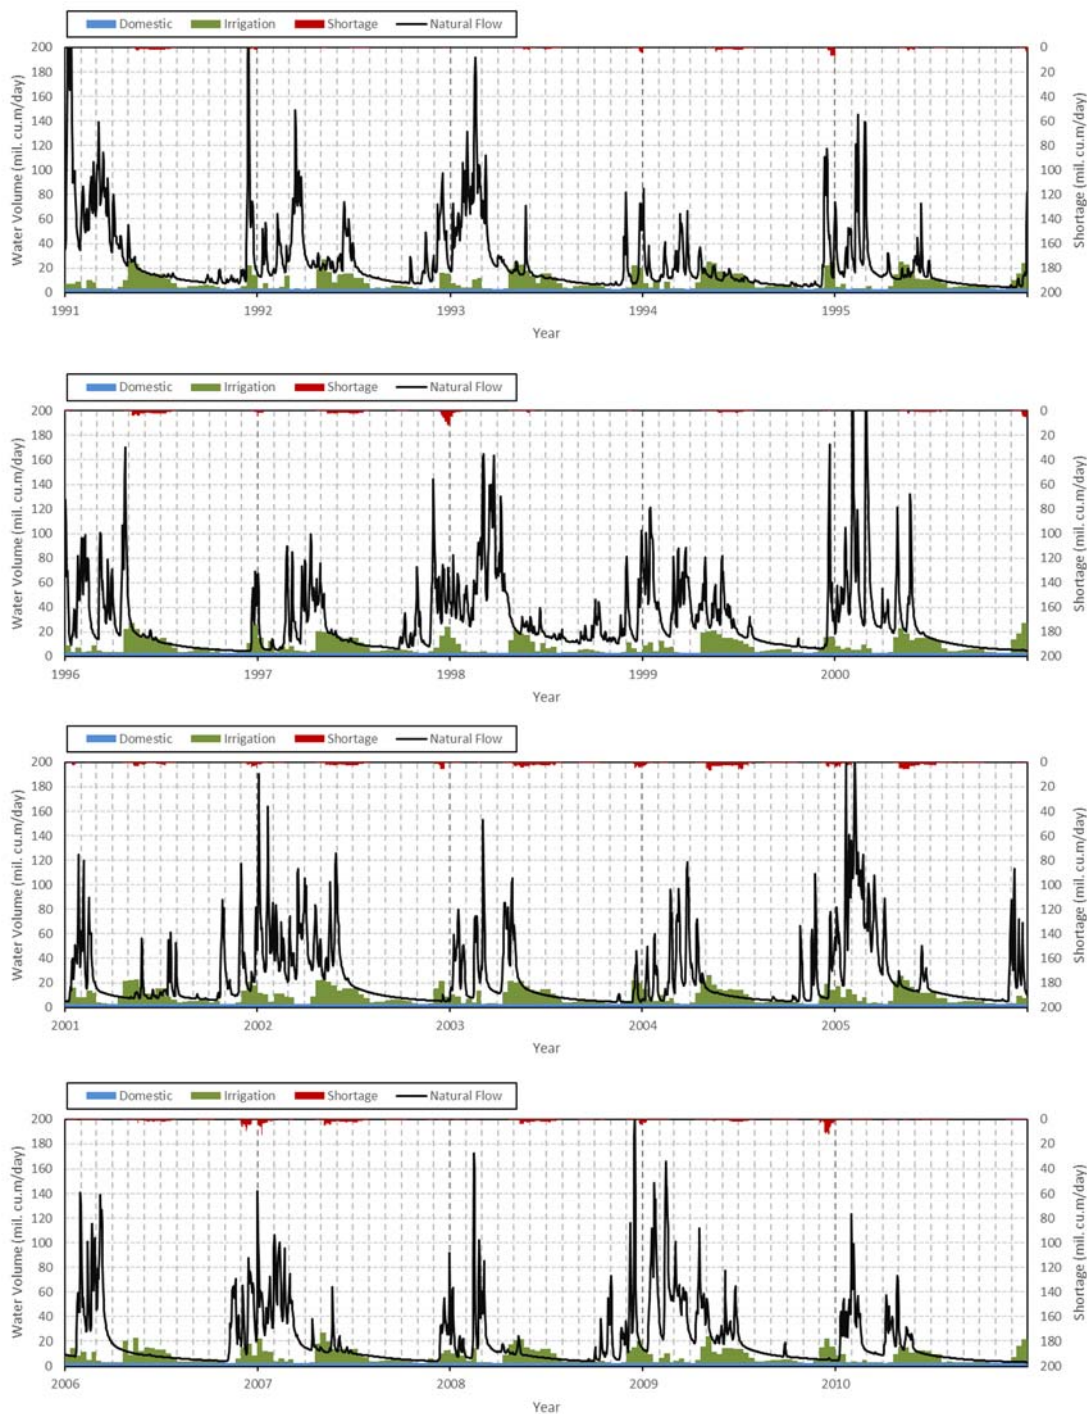 Domestic Irrigation Shortage Natural Flow
Water Volume (mil. cu.m/day)
200 180 160 140 120 100 80 60 40 20 0
0 20 40 60 80 100 120 140 160 180 200
Shortage (mil. cu.m/day)
1991 1992 1993 1994 1995
Year
Domestic Irrigation Shortage Natural Flow
Water Volume (mil. cu.m/day)
200 180 160 140 120 100 80 60 40 20 0
0 20 40 60 80 100 120 140 160 180 200
Shortage (mil. cu.m/day)
1996 1997 1998 1999 2000
Year
Domestic Irrigation Shortage Natural Flow
Water Volume (mil. cu.m/day)
200 180 160 140 120 100 80 60 40 20 0
0 20 40 60 80 100 120 140 160 180 200
Shortage (mil. cu.m/day)
2001 2002 2003 2004 2005
Year
Domestic Irrigation Shortage Natural Flow
Water Volume (mil. cu.m/day)
200 180 160 140 120 100 80 60 40 20 0
0 20 40 60 80 100 120 140 160 180 200
Shortage (mil. cu.m/day)
2006 2007 2008 2009 2010
Year